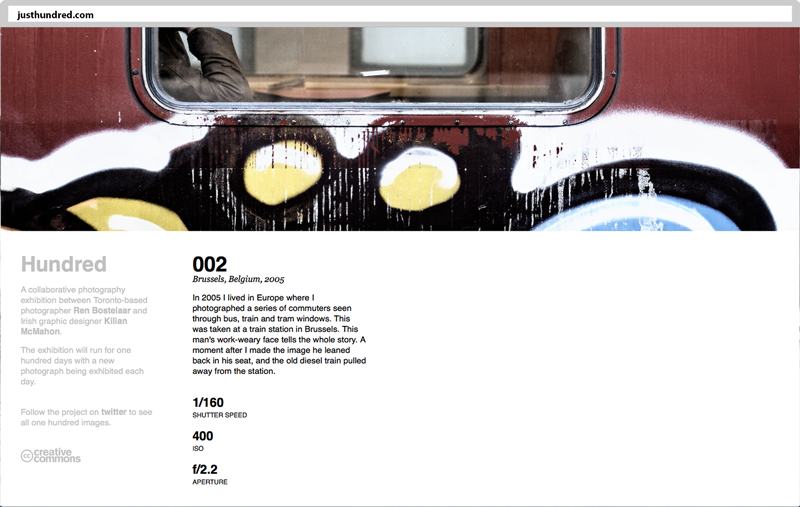 justhundred.com
Hundred
A collaborative photography
exhibition between Toronto-based
photographer Ren Bostelaar and
Irish graphic designer Kilian
McMahon.
The exhibition will run for one
hundred days with a new
photograph being exhibited each
day.
Follow the project on twitter to see
all one hundred images.
cc creative
commons
002
Brussels, Belgium, 2005
In 2005 I lived in Europe where I
photographed a series of commuters seen
through bus, train and tram windows. This
was taken at a train station in Brussels. This
man's work-weary face tells the whole story. A
moment after I made the image he leaned
back in his seat, and the old diesel train pulled
away from the station.
1/160
SHUTTER SPEED
400
ISO
f/2.2
APERTURE